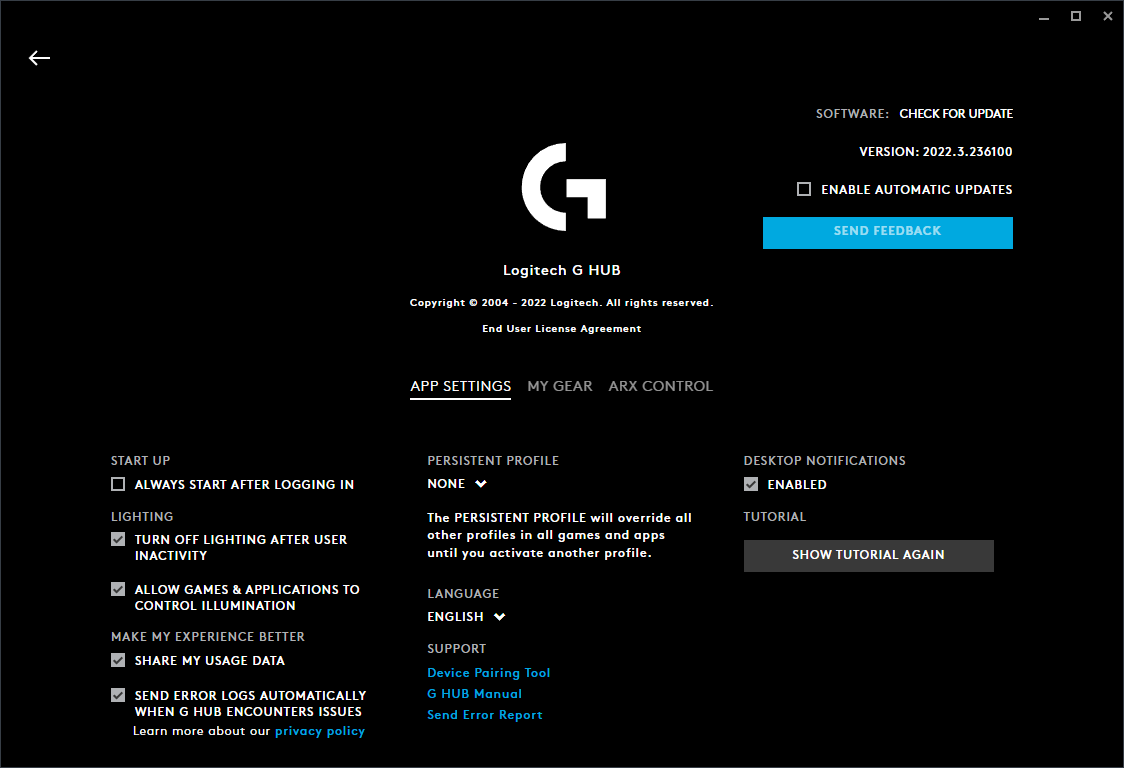 SOFTWARE: CHECK FOR UPDATE
VERSION: 2022.3.236100
ENABLE AUTOMATIC UPDATES
SEND FEEDBACK
Logitech G HUB
Copyright © 2004 - 2022 Logitech. All rights reserved.
End User License Agreement
APP SETTINGS MY GEAR ARX CONTROL
START UP
ALWAYS START AFTER LOGGING IN
LIGHTING
TURN OFF LIGHTING AFTER USER
INACTIVITY
ALLOW GAMES & APPLICATIONS TO
CONTROL ILLUMINATION
MAKE MY EXPERIENCE BETTER
SHARE MY USAGE DATA
SEND ERROR LOGS AUTOMATICALLY
WHEN G HUB ENCOUNTERS ISSUES
Learn more about our privacy policy
PERSISTENT PROFILE
NONE
The PERSISTENT PROFILE will override all
other profiles in all games and apps
until you activate another profile.
LANGUAGE
ENGLISH
SUPPORT
Device Pairing Tool
G HUB Manual
Send Error Report
DESKTOP NOTIFICATIONS
ENABLED
TUTORIAL
SHOW TUTORIAL AGAIN